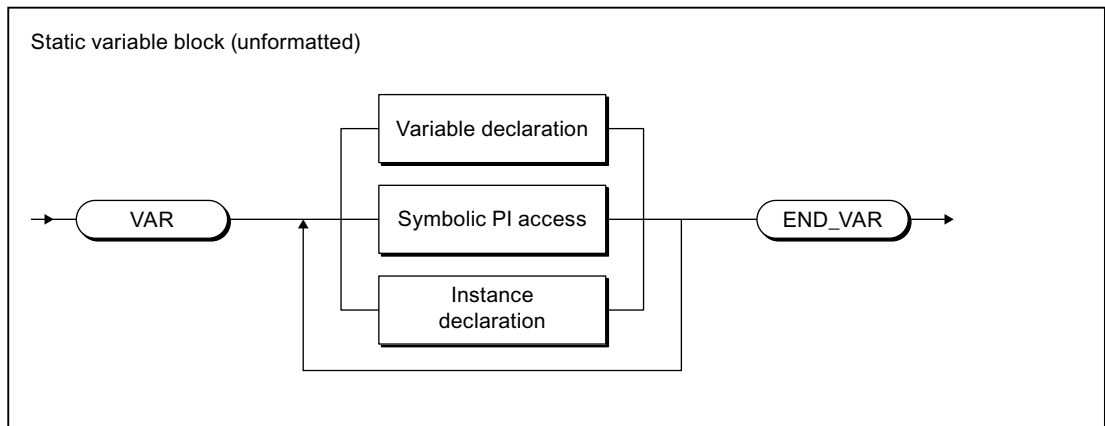 Static variable block (unformatted)
Variable declaration
VAR
Symbolic PI access
END_VAR
Instance
declaration